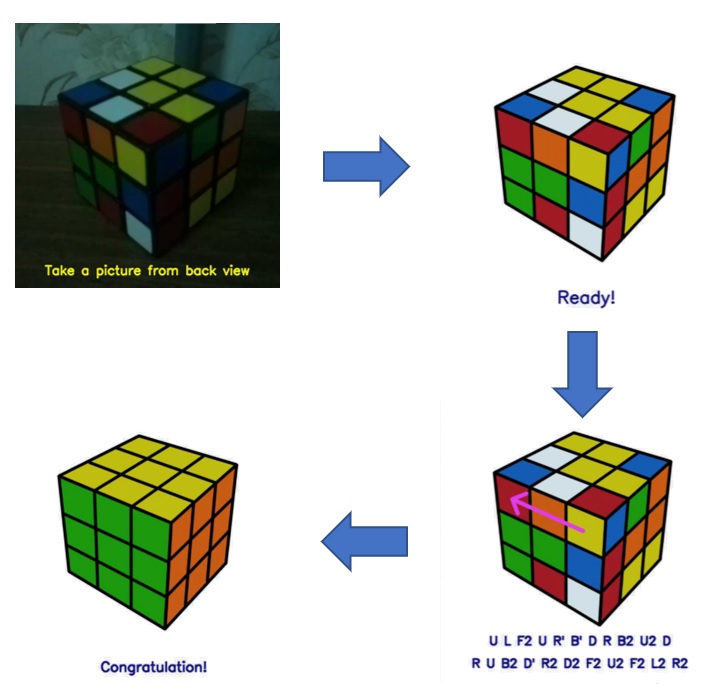 Take a picture from back view
Ready!
U L F2 U R' B' D R B2 U2 D
R U B2 D' R2 D2 F2 U2 F2 L2 R2
Congratulation!